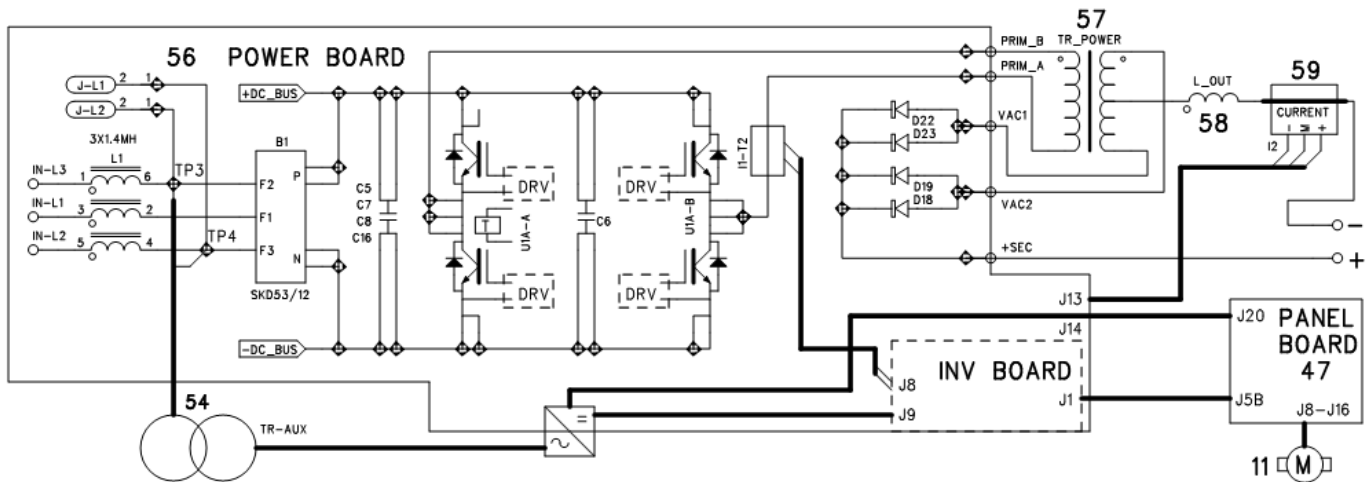 56 POWER BOARD
57
TR_POWER
PRIM_B
PRIM_A
J-L1 2 1
J-L2 2 1
+DC_BUS
L_OUT
58
59
CURRENT
- M +
I2
3X1.4MH
L1
IN-L3 1 6 TP3
IN-L1 3 2
IN-L2 5 4 TP4
B1
F2 P
F1
F3 N
SKD53/12
C5
C7
C8
C16
DRV
T
U1A-A
DRV
C6
DRV
U1A-B
DRV
I1-T2
D22
D23
VAC1
D19
D18
VAC2
+SEC
-
+
-DC_BUS
J13
J14
INV BOARD
J8
J9
J1
J20 PANEL
BOARD
47
J5B
J8-J16
11 M
54
TR-AUX
=
~